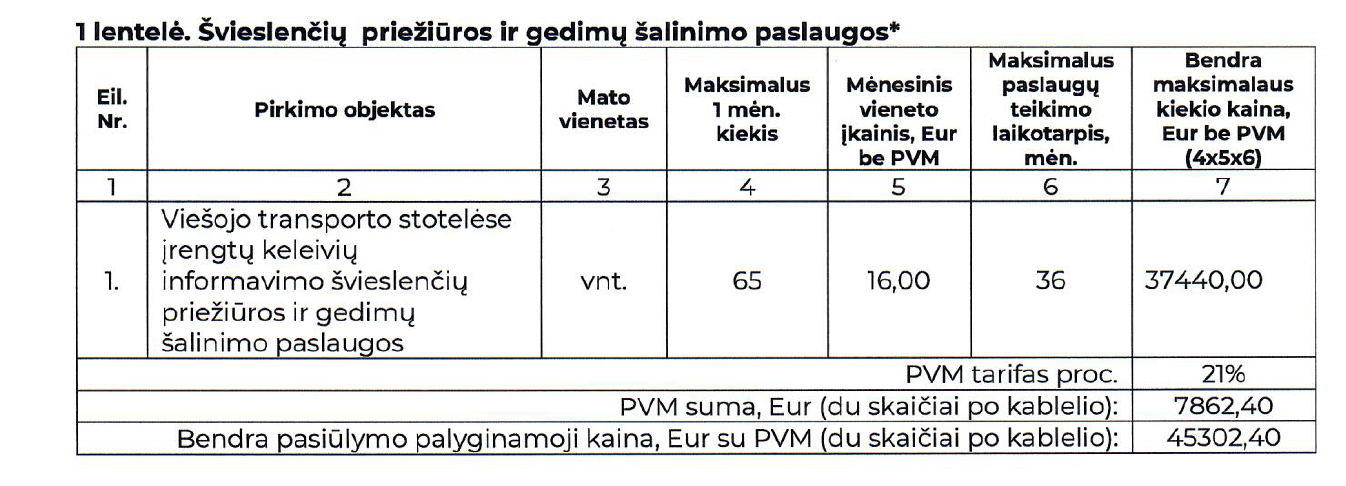 1 lentelė. Švieslenčių priežiūros ir gedimų šalinimo paslaugos*
Eil. Nr.
Pirkimo objektas
Mato vienetas
Maksimalus 1 mėn. kiekis
Mėnesinis vieneto įkainis, Eur be PVM
Maksimalus paslaugų teikimo laikotarpis, mėn.
Bendra maksimalaus kiekio kaina, Eur be PVM (4x5x6)
1 2 3 4 5 6 7
1.
Viešojo transporto stotelėse
įrengtų keleivių
informavimo švieslenčių
priežiūros ir gedimų
šalinimo paslaugos
vnt. 65 16,00 36 37440,00
PVM tarifas proc. 21%
PVM suma, Eur (du skaičiai po kablelio): 7862,40
Bendra pasiūlymo palyginamoji kaina, Eur su PVM (du skaičiai po kablelio): 45302,40